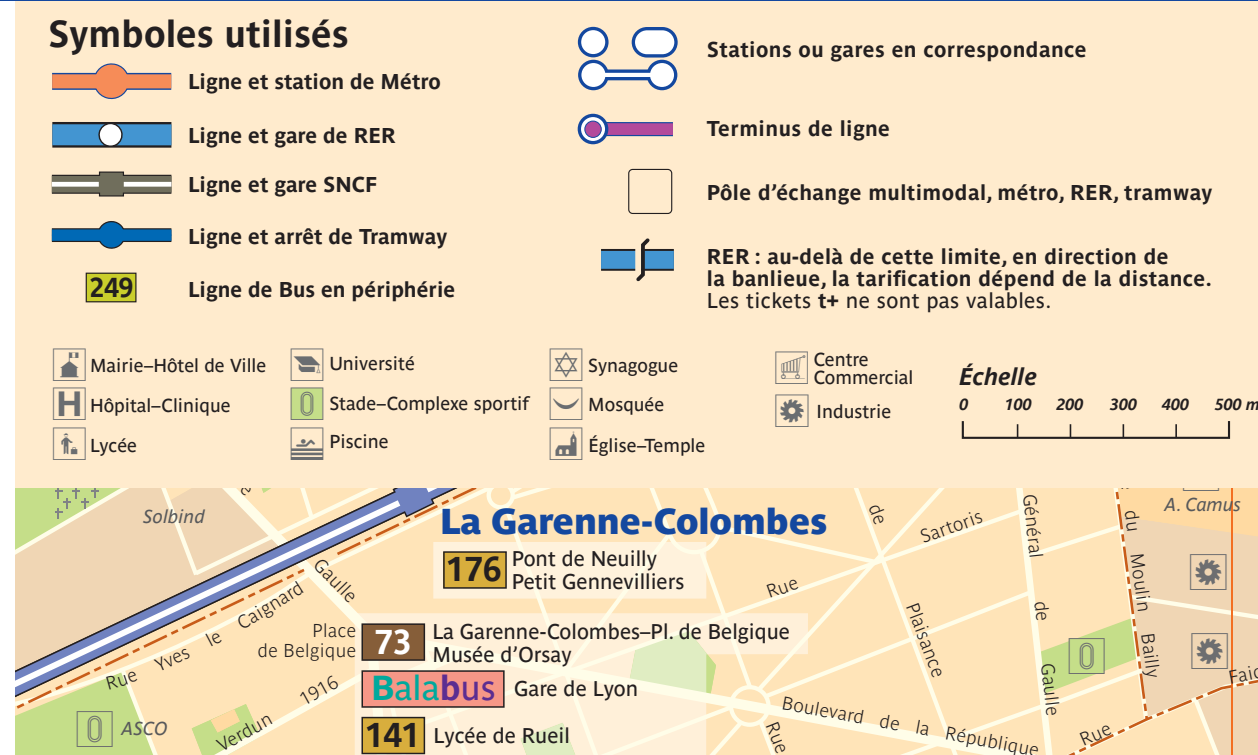 Symboles utilisés
Ligne et station de Métro
Ligne et gare de RER
Ligne et gare SNCF
Ligne et arrêt de Tramway
249 Ligne de Bus en périphérie
Stations ou gares en correspondance
Terminus de ligne
Pôle d'échange multimodal, métro, RER, tramway
RER : au-delà de cette limite, en direction de
la banlieue, la tarification dépend de la distance.
Les tickets t+ ne sont pas valables.
Mairie–Hôtel de Ville
H Hôpital–Clinique
Lycée
Université
Stade–Complexe sportif
Piscine
Synagogue
Mosquée
Église–Temple
Centre
Commercial
Industrie
Échelle
0 100 200 300 400 500 m
Solbind
La Garenne-Colombes
176 Pont de Neuilly
Petit Gennevilliers
Gaulle
Rue Yves le Caignard
Place
de Belgique
73 La Garenne-Colombes–Pl. de Belgique
Musée d'Orsay
Balabus Gare de Lyon
141 Lycée de Rueil
Verdun 1916
ASCO
de
Sartoris
Rue
Plaisance
Général
de
Gaulle
du
Moulin
Bailly
A. Camus
Boulevard de la République
Rue
Rue